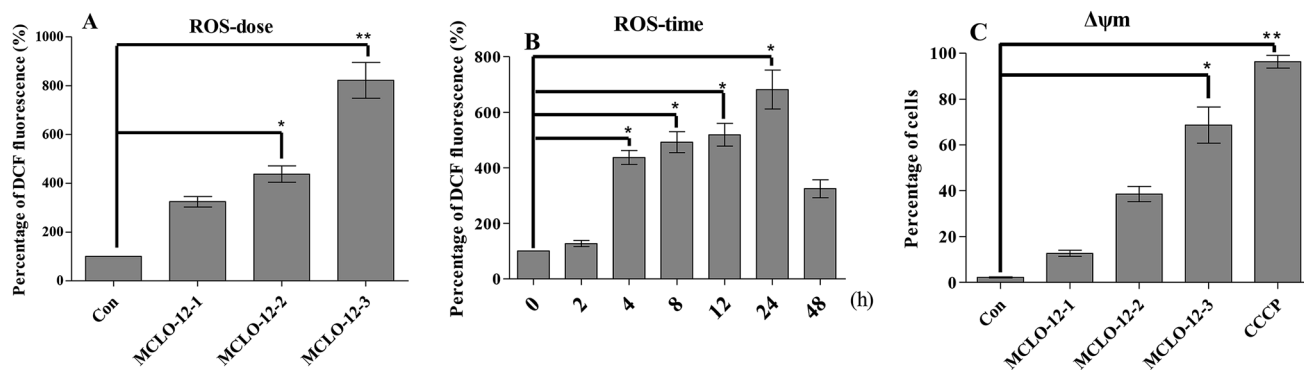 A
ROS-dose
Percentage of DCF fluorescence (%)
1000
800
600
400
200
0
*
**
Con
MCLO-12-1
MCLO-12-2
MCLO-12-3
B
ROS-time
Percentage of DCF fluorescence (%)
800
600
400
200
0
*
*
*
*
0
2
4
8
12
24
48
(h)
C
Δψm
Percentage of cells
100
80
60
40
20
0
*
**
Con
MCLO-12-1
MCLO-12-2
MCLO-12-3
CCCP